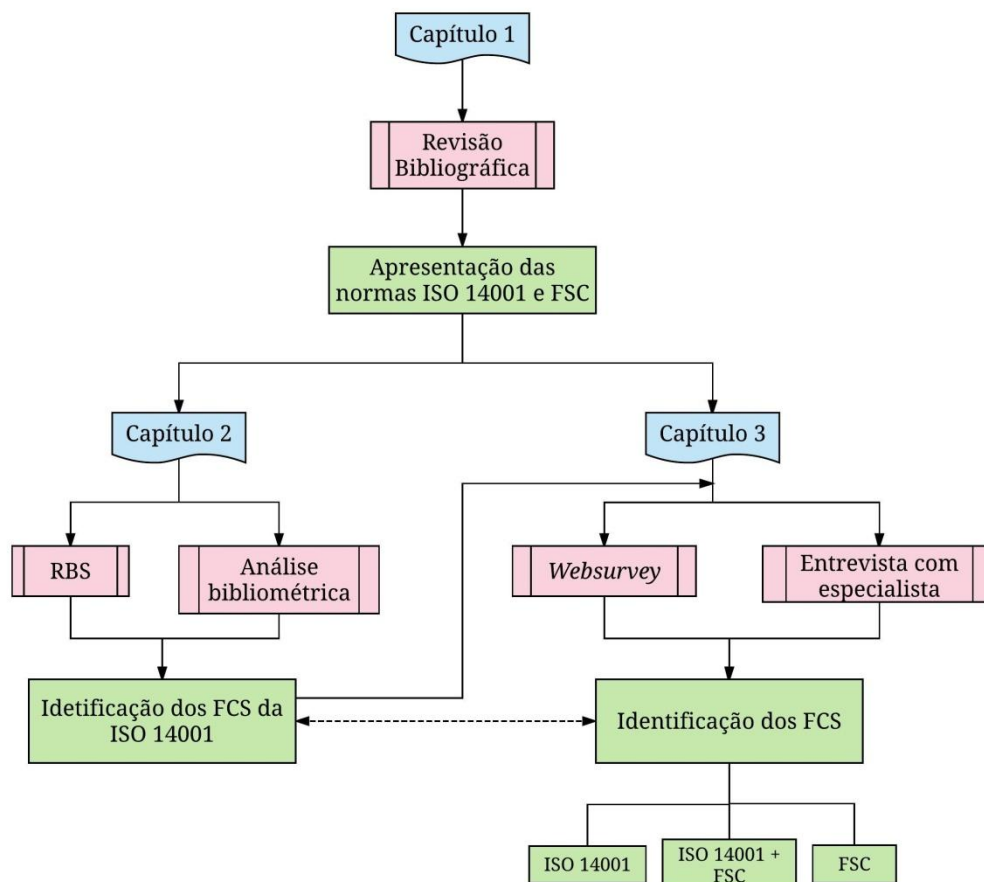 Capítulo 1
Revisão
Bibliográfica
Apresentação das
normas ISO 14001 e FSC
Capítulo 2
Capítulo 3
RBS
Análise
bibliométrica
Websurvey
Entrevista com
especialista
Idetificação dos FCS da
ISO 14001
Identificação dos FCS
ISO 14001
ISO 14001 +
FSC
FSC